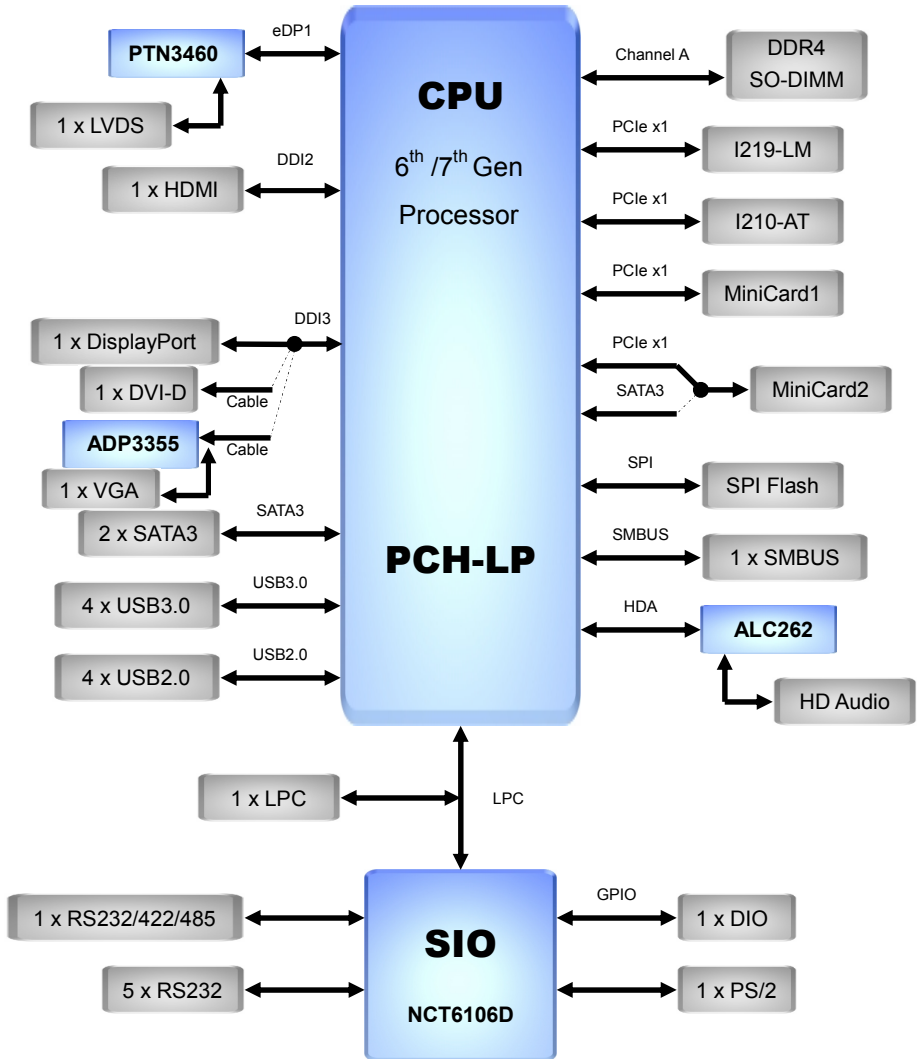 eDP1
PTN3460
1 x LVDS
DDI2
1 x HDMI
DDI3
1 x DisplayPort
1 x DVI-D
Cable
ADP3355
Cable
1 x VGA
SATA3
2 x SATA3
USB3.0
4 x USB3.0
USB2.0
4 x USB2.0
CPU
6th /7th Gen
Processor
PCH-LP
Channel A
DDR4
SO-DIMM
PCIe x1
I219-LM
PCIe x1
I210-AT
PCIe x1
MiniCard1
PCIe x1
SATA3
MiniCard2
SPI
SPI Flash
SMBUS
1 x SMBUS
HDA
ALC262
HD Audio
1 x LPC
LPC
1 x RS232/422/485
5 x RS232
SIO
NCT6106D
GPIO
1 x DIO
1 x PS/2